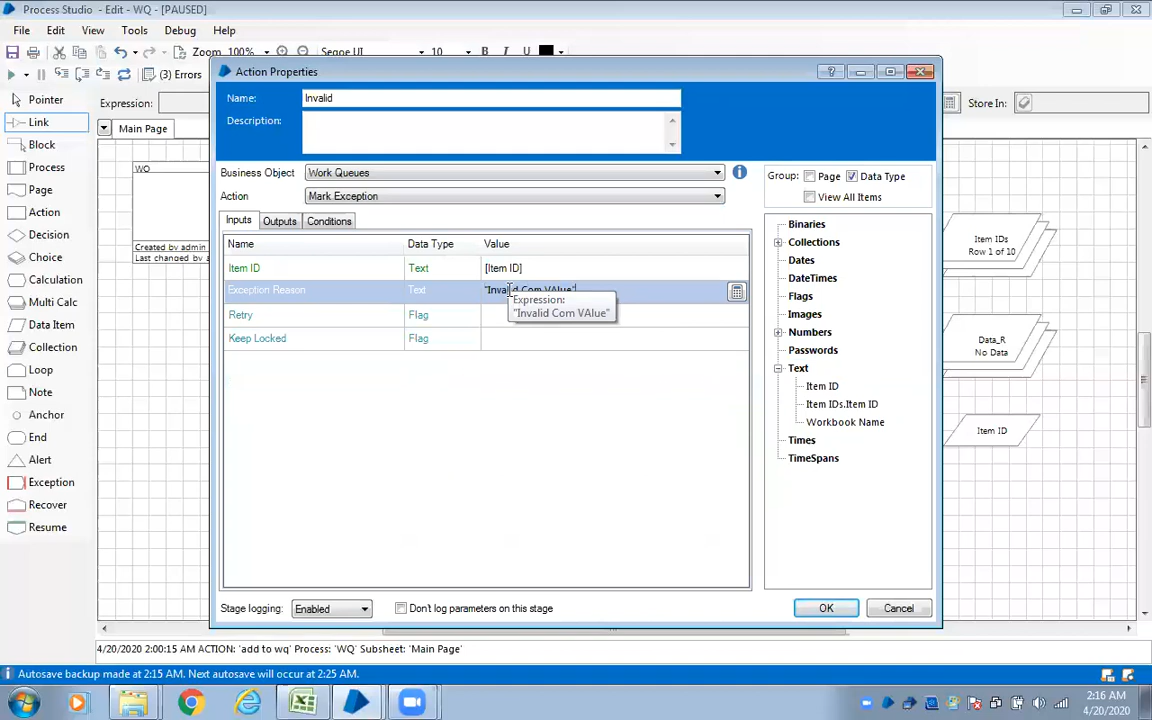 Process Studio - Edit - WQ - [PAUSED]
File Edit View Tools Debug Help
Zoom 100% Segoe UI 10 B I U
(3) Errors
Pointer
Link
Block
Process
Page
Action
Decision
Choice
Calculation
Multi Calc
Data Item
Collection
Loop
Note
Anchor
End
Alert
Exception
Recover
Resume
Expression:
Store In:
Main Page
WQ
Created by admin
Last changed by a
Item IDs
Row 1 of 10
Data_R
No Data
Item ID
Action Properties
Name: Invalid
Description:
Business Object Work Queues
Action Mark Exception
Inputs Outputs Conditions
Name Data Type Value
Item ID Text [Item ID]
Exception Reason Text "Invalid Com VAlue"
Expression:
"Invalid Com VAlue"
Retry Flag
Keep Locked Flag
Group: Page Data Type
View All Items
Binaries
Collections
Dates
DateTimes
Flags
Images
Numbers
Passwords
Text
Item ID
Item IDs.Item ID
Workbook Name
Times
TimeSpans
Stage logging: Enabled Don't log parameters on this stage
OK Cancel
4/20/2020 2:00:15 AM ACTION: 'add to wq' Process: 'WQ' Subsheet: 'Main Page'
Autosave backup made at 2:15 AM. Next autosave will occur at 2:25 AM.
2:16 AM
4/20/2020